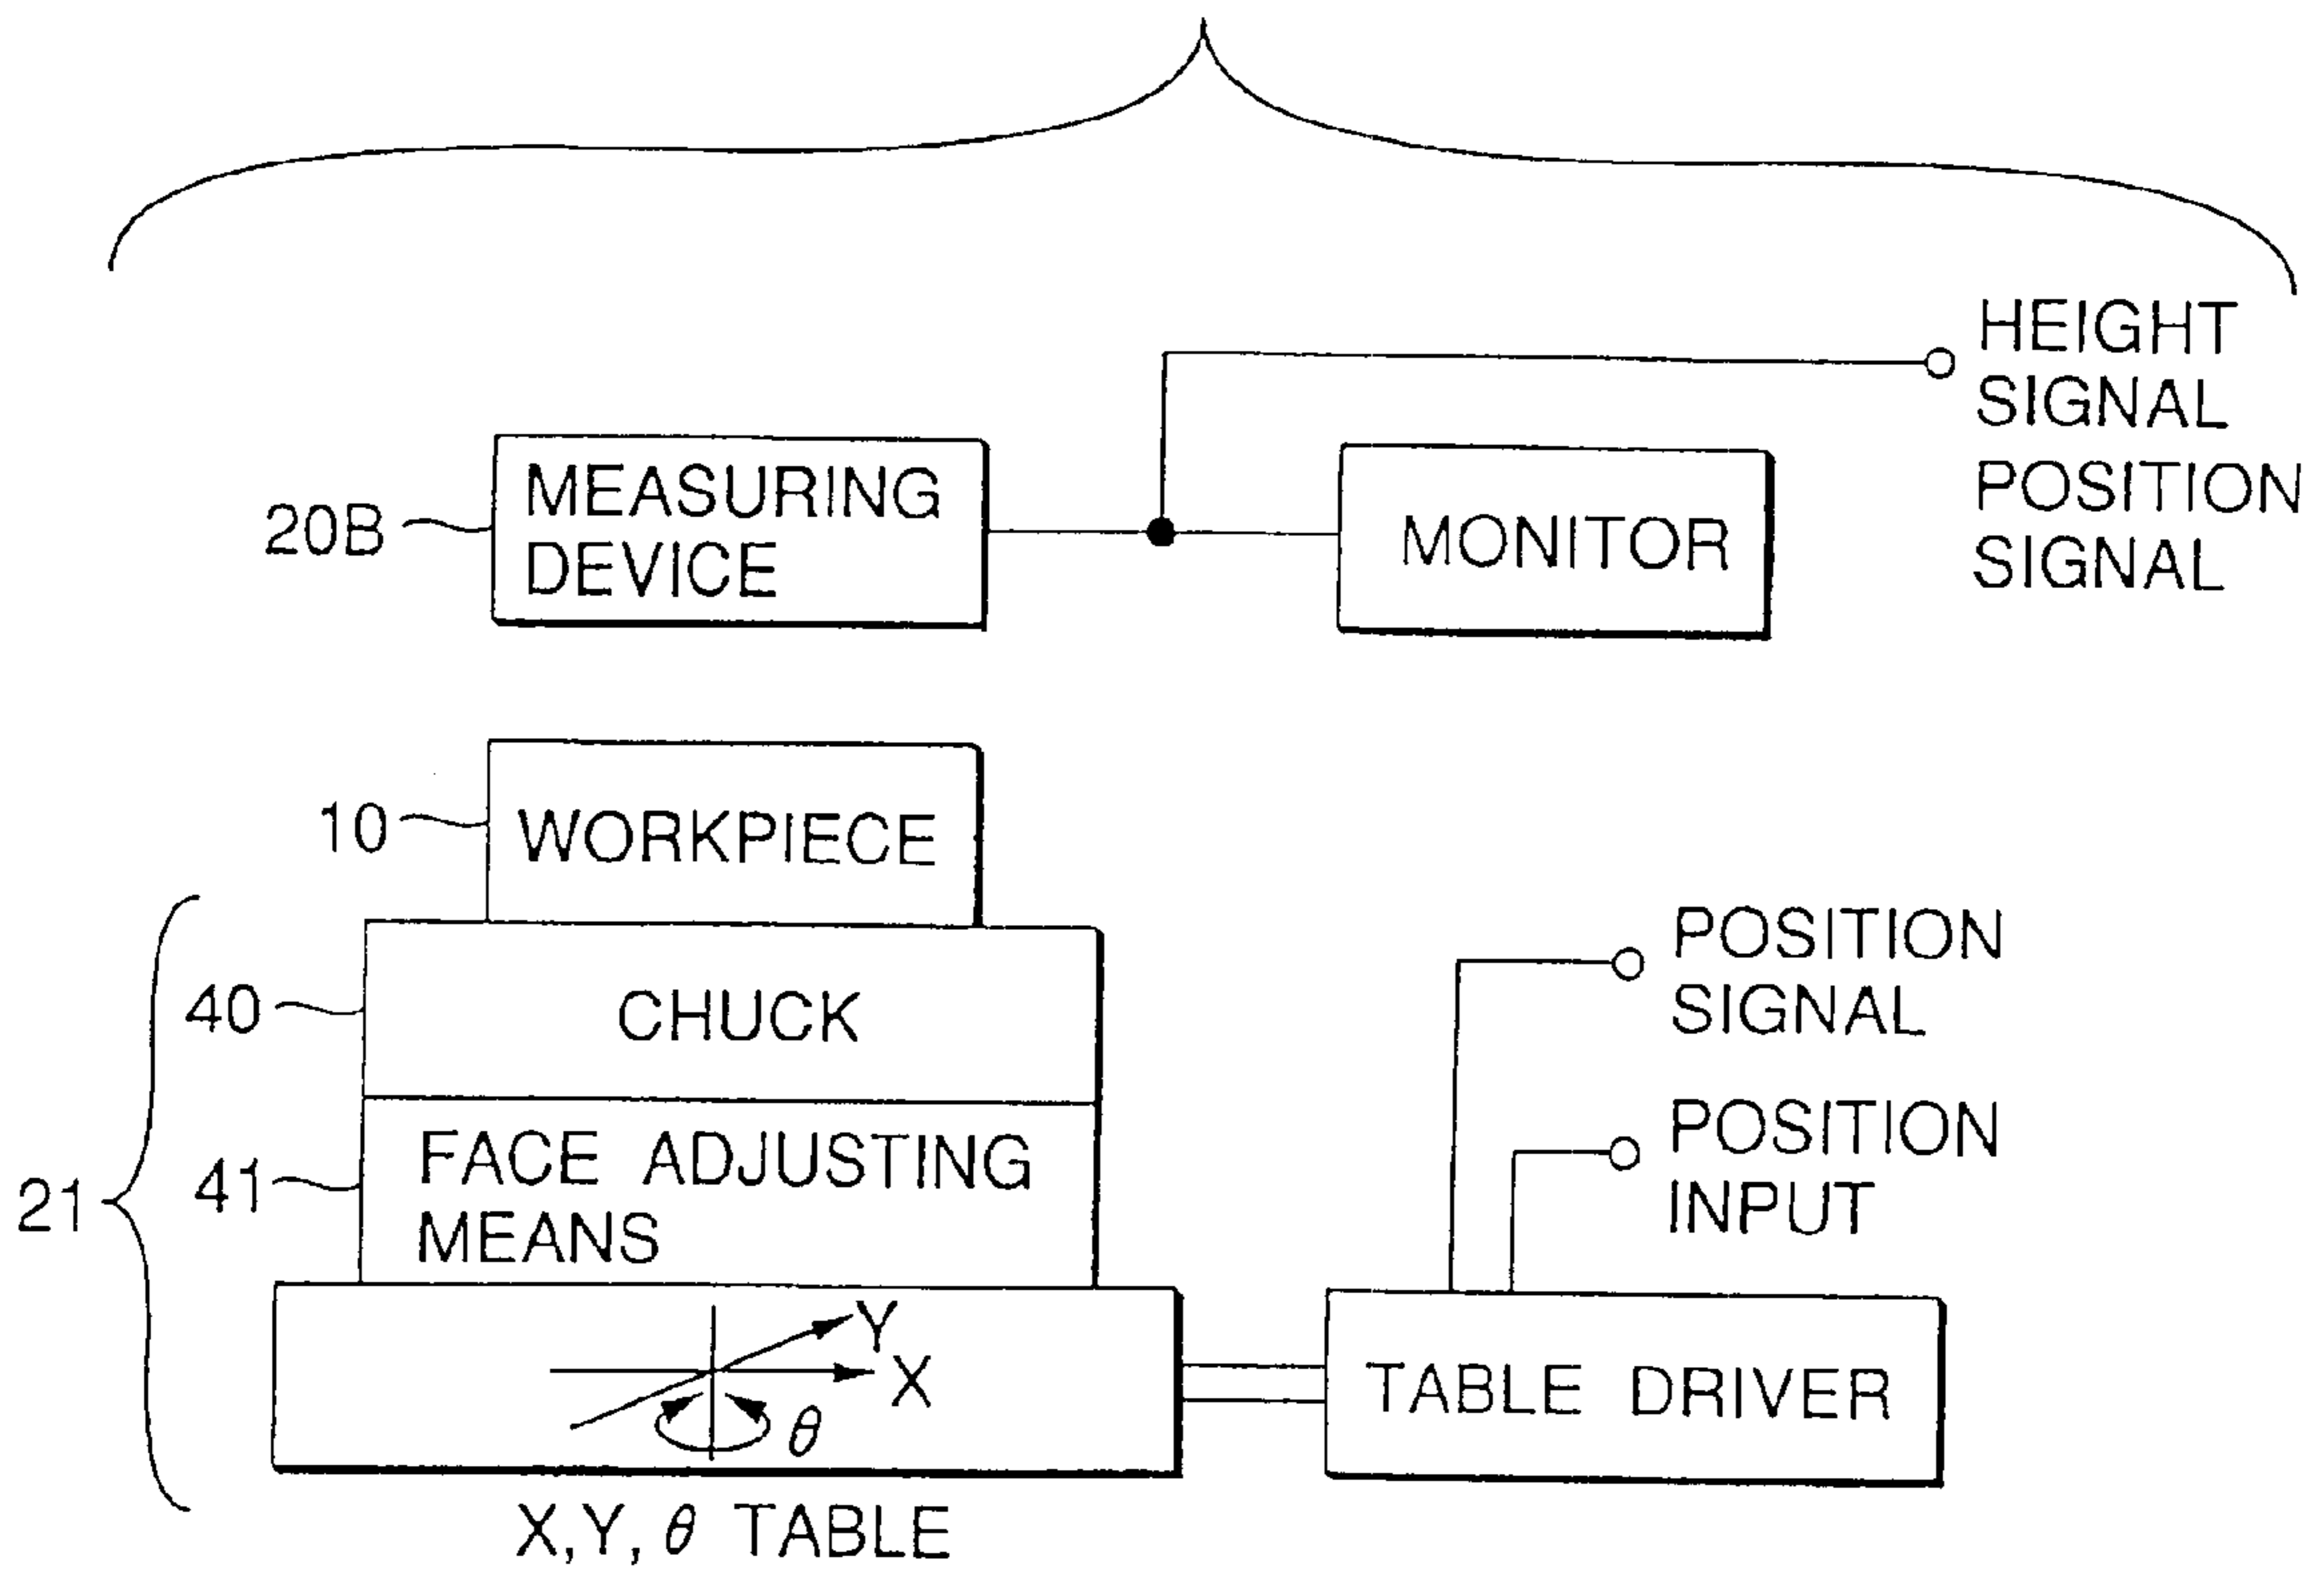 HEIGHT
SIGNAL
POSITION
SIGNAL
20B
MEASURING
DEVICE
MONITOR
10
WORKPIECE
40
CHUCK
POSITION
SIGNAL
21
41
FACE ADJUSTING
MEANS
POSITION
INPUT
Y
X
θ
TABLE DRIVER
X,Y,θ TABLE